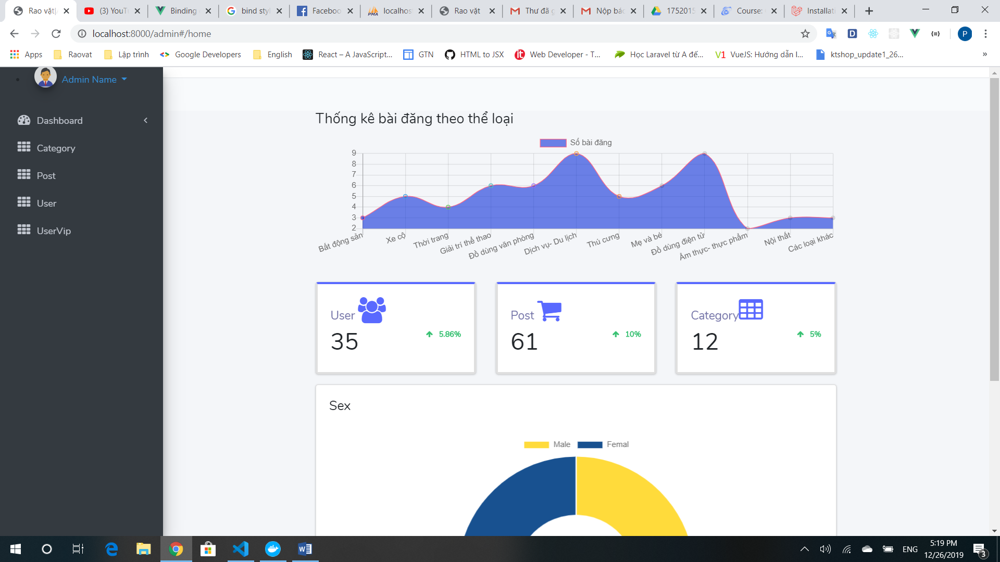 Rao vặt|
(3) YouT
Binding
bind styl
Faceboo
localhos
Rao vặt
Thư đã g
Nộp bác
1752015
Course:
Installati
localhost:8000/admin#/home
P
Apps
Raovat
Lập trình
Google Developers
English
React – A JavaScript...
GTN
HTML to JSX
Web Developer - T...
Học Laravel từ A đế...
VueJS: Hướng dẫn l...
ktshop_update1_26...
»
Admin Name
Dashboard
Category
Post
User
UserVip
Thống kê bài đăng theo thể loại
Số bài đăng
9
8
7
6
5
4
3
2
Bất động sản
Xe cộ
Thời trang
Giải trí thể thao
Đồ dùng văn phòng
Dịch vụ- Du lịch
Thú cưng
Mẹ và bé
Đồ dùng điện tử
Ẩm thực- thực phẩm
Nội thất
Các loại khác
User
35
5.86%
Post
61
10%
Category
12
5%
Sex
Male
Femal
ENG
5:19 PM
12/26/2019
3